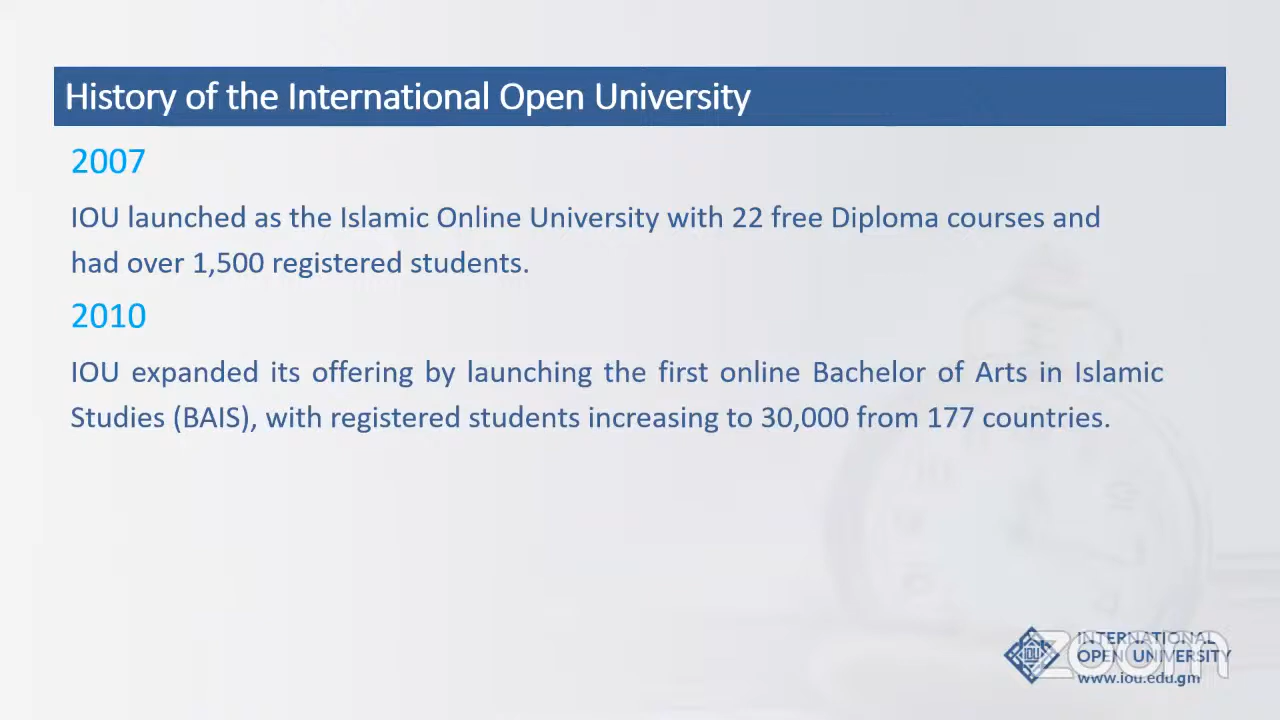 History of the International Open University
2007
IOU launched as the Islamic Online University with 22 free Diploma courses and
had over 1,500 registered students.
2010
IOU expanded its offering by launching the first online Bachelor of Arts in Islamic
Studies (BAIS), with registered students increasing to 30,000 from 177 countries.
IOU
INTERNATIONAL
OPEN UNIVERSITY
zoom
www.iou.edu.gm